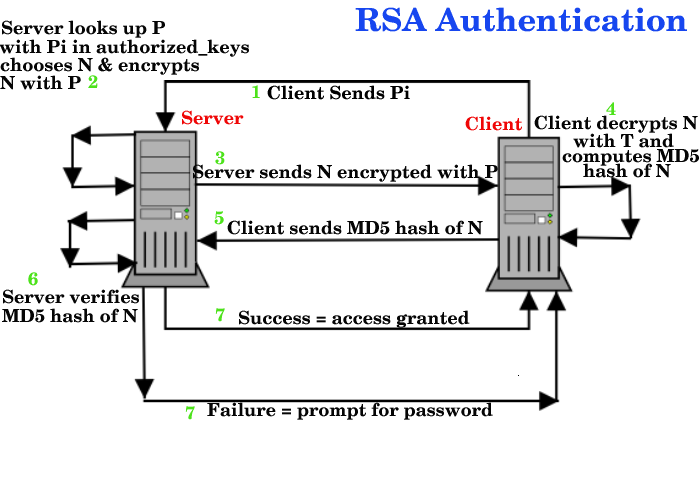 RSA Authentication
Server looks up P
with Pi in authorized_keys
chooses N & encrypts
N with P 2
1 Client Sends Pi
Server
Client
4
Client decrypts N
with T and
computes MD5
hash of N
3
Server sends N encrypted with P
5
Client sends MD5 hash of N
6
Server verifies
MD5 hash of N
7 Success = access granted
7 Failure = prompt for password